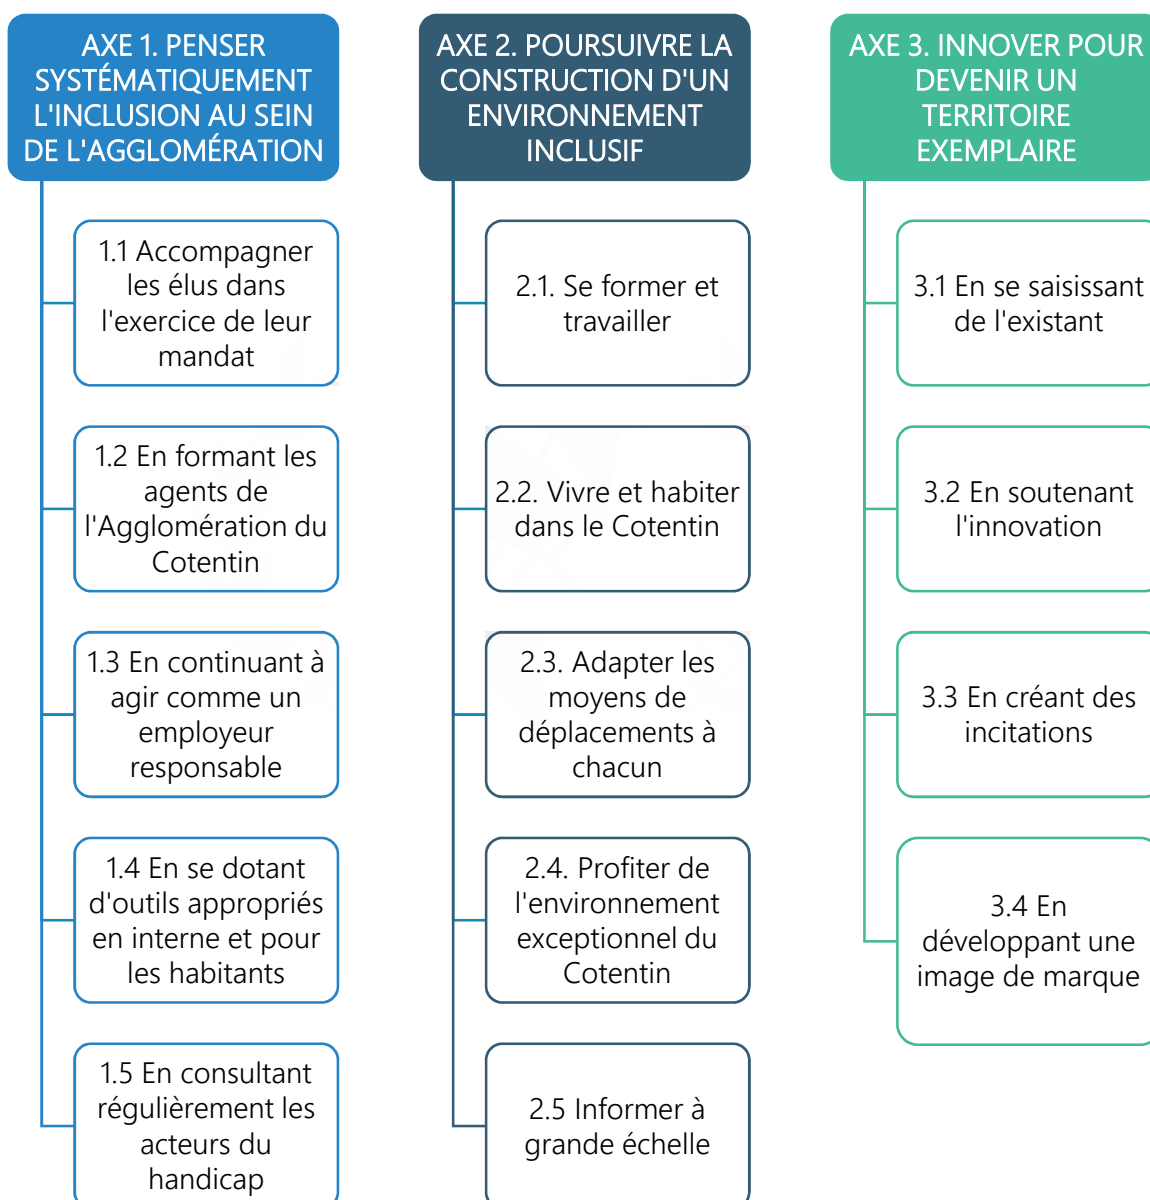 AXE 1. PENSER
SYSTÉMATIQUEMENT
L'INCLUSION AU SEIN
DE L'AGGLOMÉRATION
1.1 Accompagner
les élus dans
l'exercice de leur
mandat
1.2 En formant les
agents de
l'Agglomération du
Cotentin
1.3 En continuant à
agir comme un
employeur
responsable
1.4 En se dotant
d'outils appropriés
en interne et pour
les habitants
1.5 En consultant
régulièrement les
acteurs du
handicap
AXE 2. POURSUIVRE LA
CONSTRUCTION D'UN
ENVIRONNEMENT
INCLUSIF
2.1. Se former et
travailler
2.2. Vivre et habiter
dans le Cotentin
2.3. Adapter les
moyens de
déplacements à
chacun
2.4. Profiter de
l'environnement
exceptionnel du
Cotentin
2.5 Informer à
grande échelle
AXE 3. INNOVER POUR
DEVENIR UN
TERRITOIRE
EXEMPLAIRE
3.1 En se saisissant
de l'existant
3.2 En soutenant
l'innovation
3.3 En créant des
incitations
3.4 En
développant une
image de marque